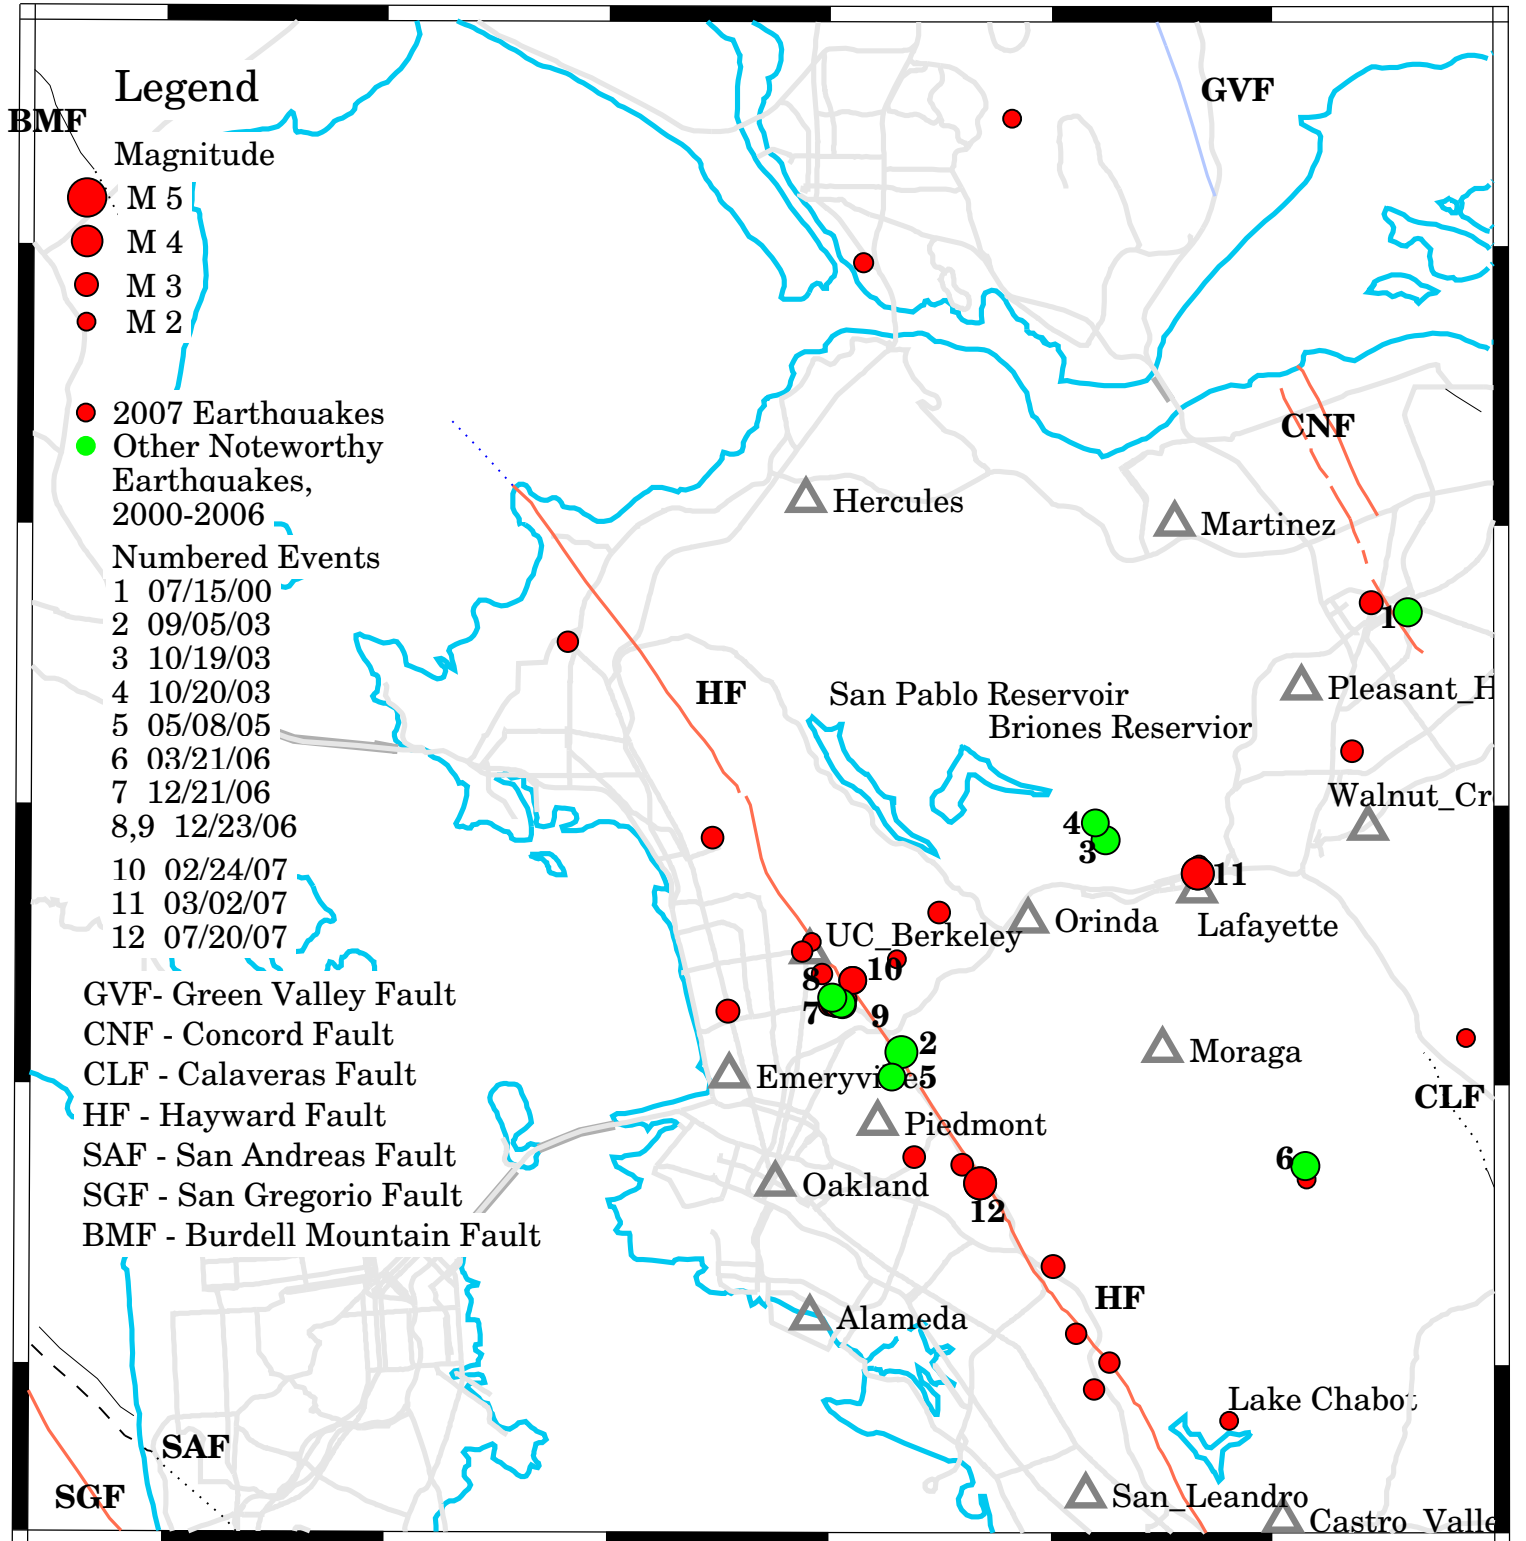 Legend
Magnitude
M 5
M 4
M 3
M 2
2007 Earthquakes
Other Noteworthy
Earthquakes,
2000-2006
Numbered Events
1 07/15/00
2 09/05/03
3 10/19/03
4 10/20/03
5 05/08/05
6 03/21/06
7 12/21/06
8,9 12/23/06
10 02/24/07
11 03/02/07
12 07/20/07
GVF- Green Valley Fault
CNF - Concord Fault
CLF - Calaveras Fault
HF - Hayward Fault
SAF - San Andreas Fault
SGF - San Gregorio Fault
BMF - Burdell Mountain Fault
BMF
GVF
CNF
Hercules
Martinez
1
Pleasant_H
HF
San Pablo Reservoir
Briones Reservior
Walnut_Cr
4
3
11
Orinda
Lafayette
UC_Berkeley
8
10
7
9
2
Moraga
Emeryville
5
CLF
Piedmont
6
Oakland
12
HF
Alameda
Lake Chabot
SAF
SGF
San_Leandro
Castro_Valle